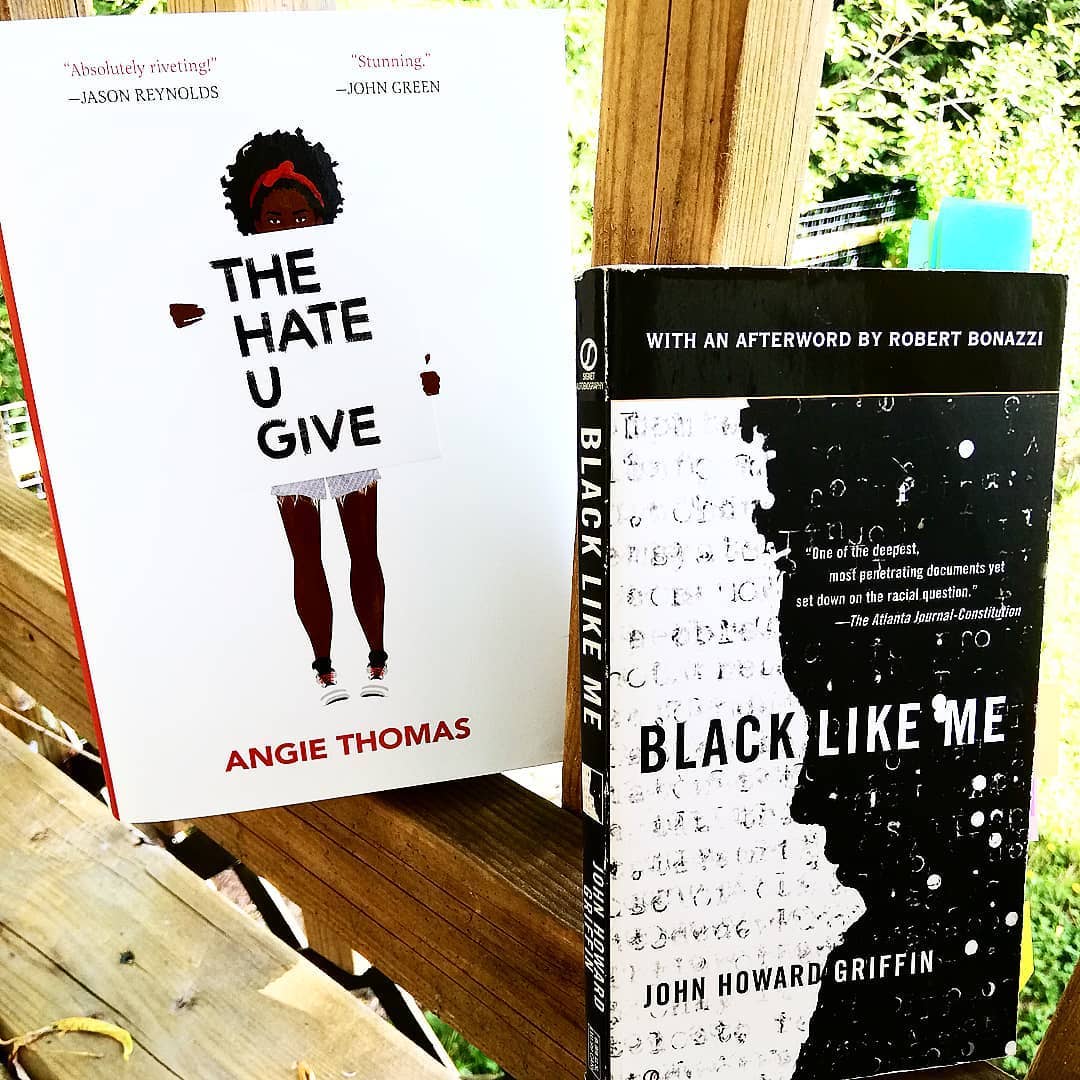 "Absolutely riveting!"
—JASON REYNOLDS
"Stunning."
—JOHN GREEN
THE
HATE
U
GIVE
ANGIE THOMAS
WITH AN AFTERWORD BY ROBERT BONAZZI
"One of the deepest,
most penetrating documents yet
set down on the racial question."
—The Atlanta Journal-Constitution
BLACK LIKE ME
JOHN HOWARD GRIFFIN
SIGNET
AUTOBIOGRAPHY
BLACK LIKE ME
JOHN HOWARD
GRIFFIN